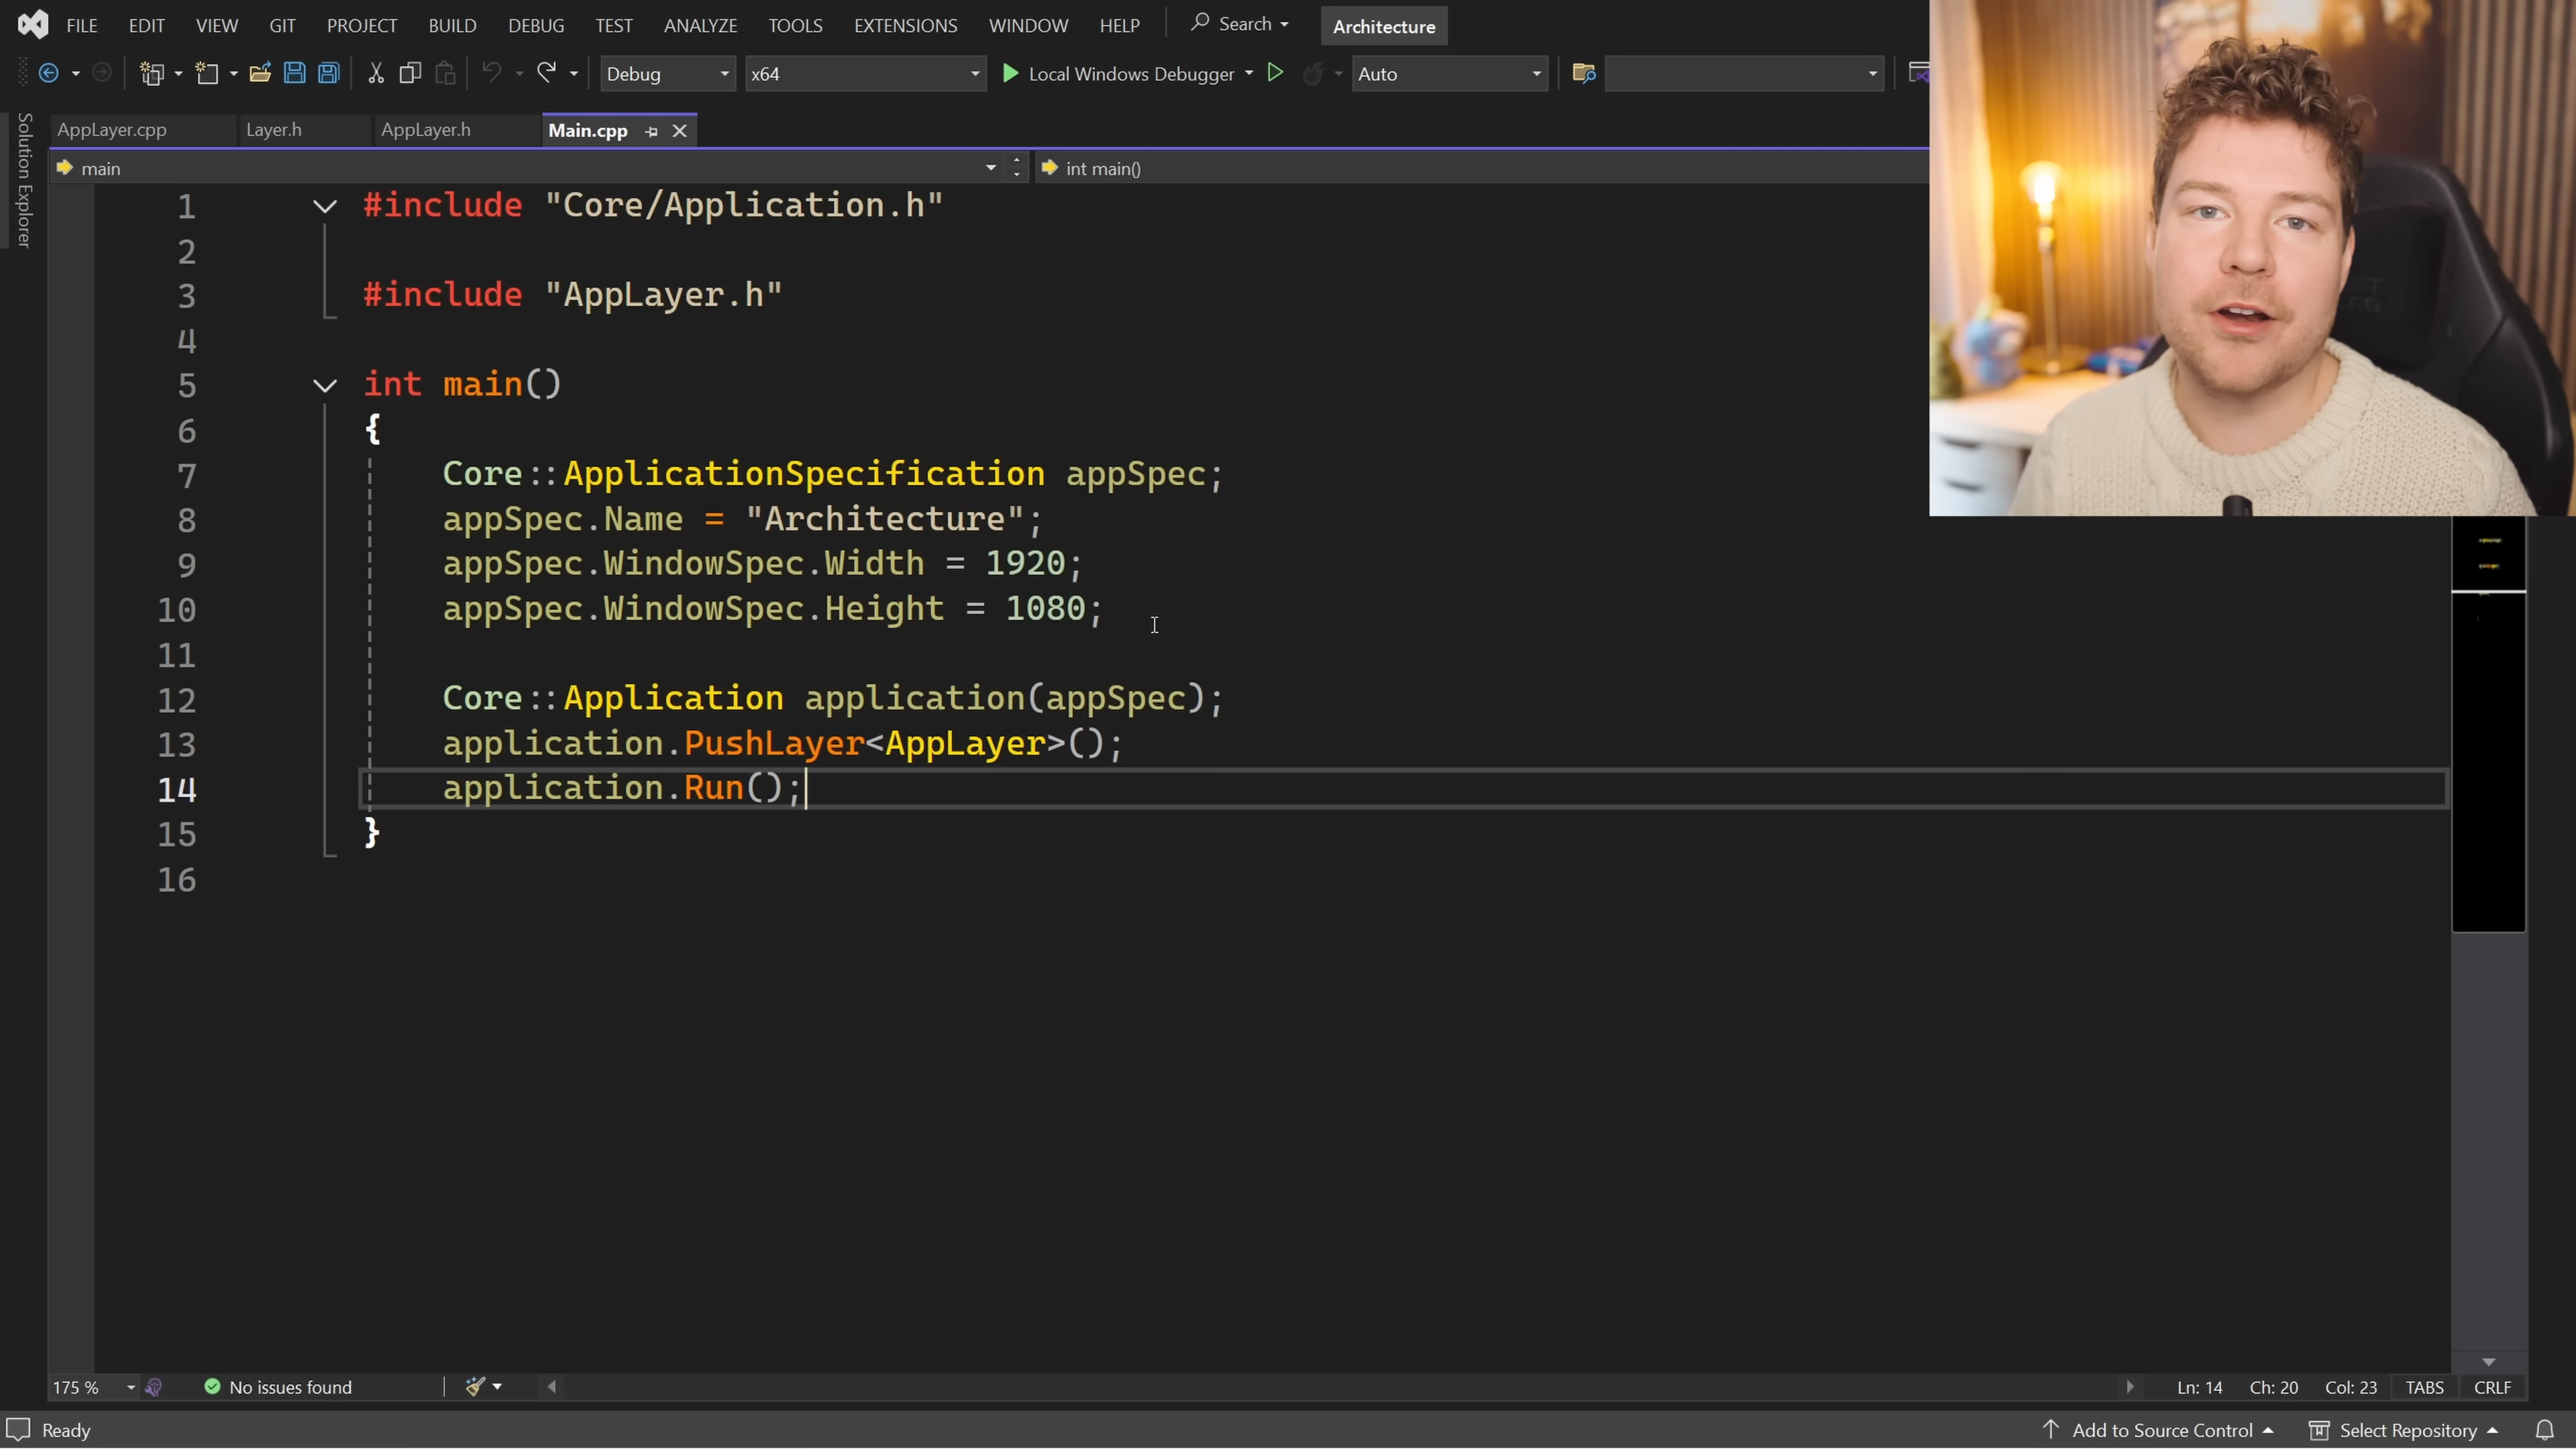 FILE EDIT VIEW GIT PROJECT BUILD DEBUG TEST ANALYZE TOOLS EXTENSIONS WINDOW HELP Search Architecture
Debug x64 Local Windows Debugger Auto
Solution Explorer
AppLayer.cpp Layer.h AppLayer.h Main.cpp
main int main()
1 #include "Core/Application.h"
2
3 #include "AppLayer.h"
4
5 int main()
6 {
7 Core::ApplicationSpecification appSpec;
8 appSpec.Name = "Architecture";
9 appSpec.WindowSpec.Width = 1920;
10 appSpec.WindowSpec.Height = 1080;
11
12 Core::Application application(appSpec);
13 application.PushLayer<AppLayer>();
14 application.Run();
15 }
16
175 % No issues found Ln: 14 Ch: 20 Col: 23 TABS CRLF
Ready Add to Source Control Select Repository